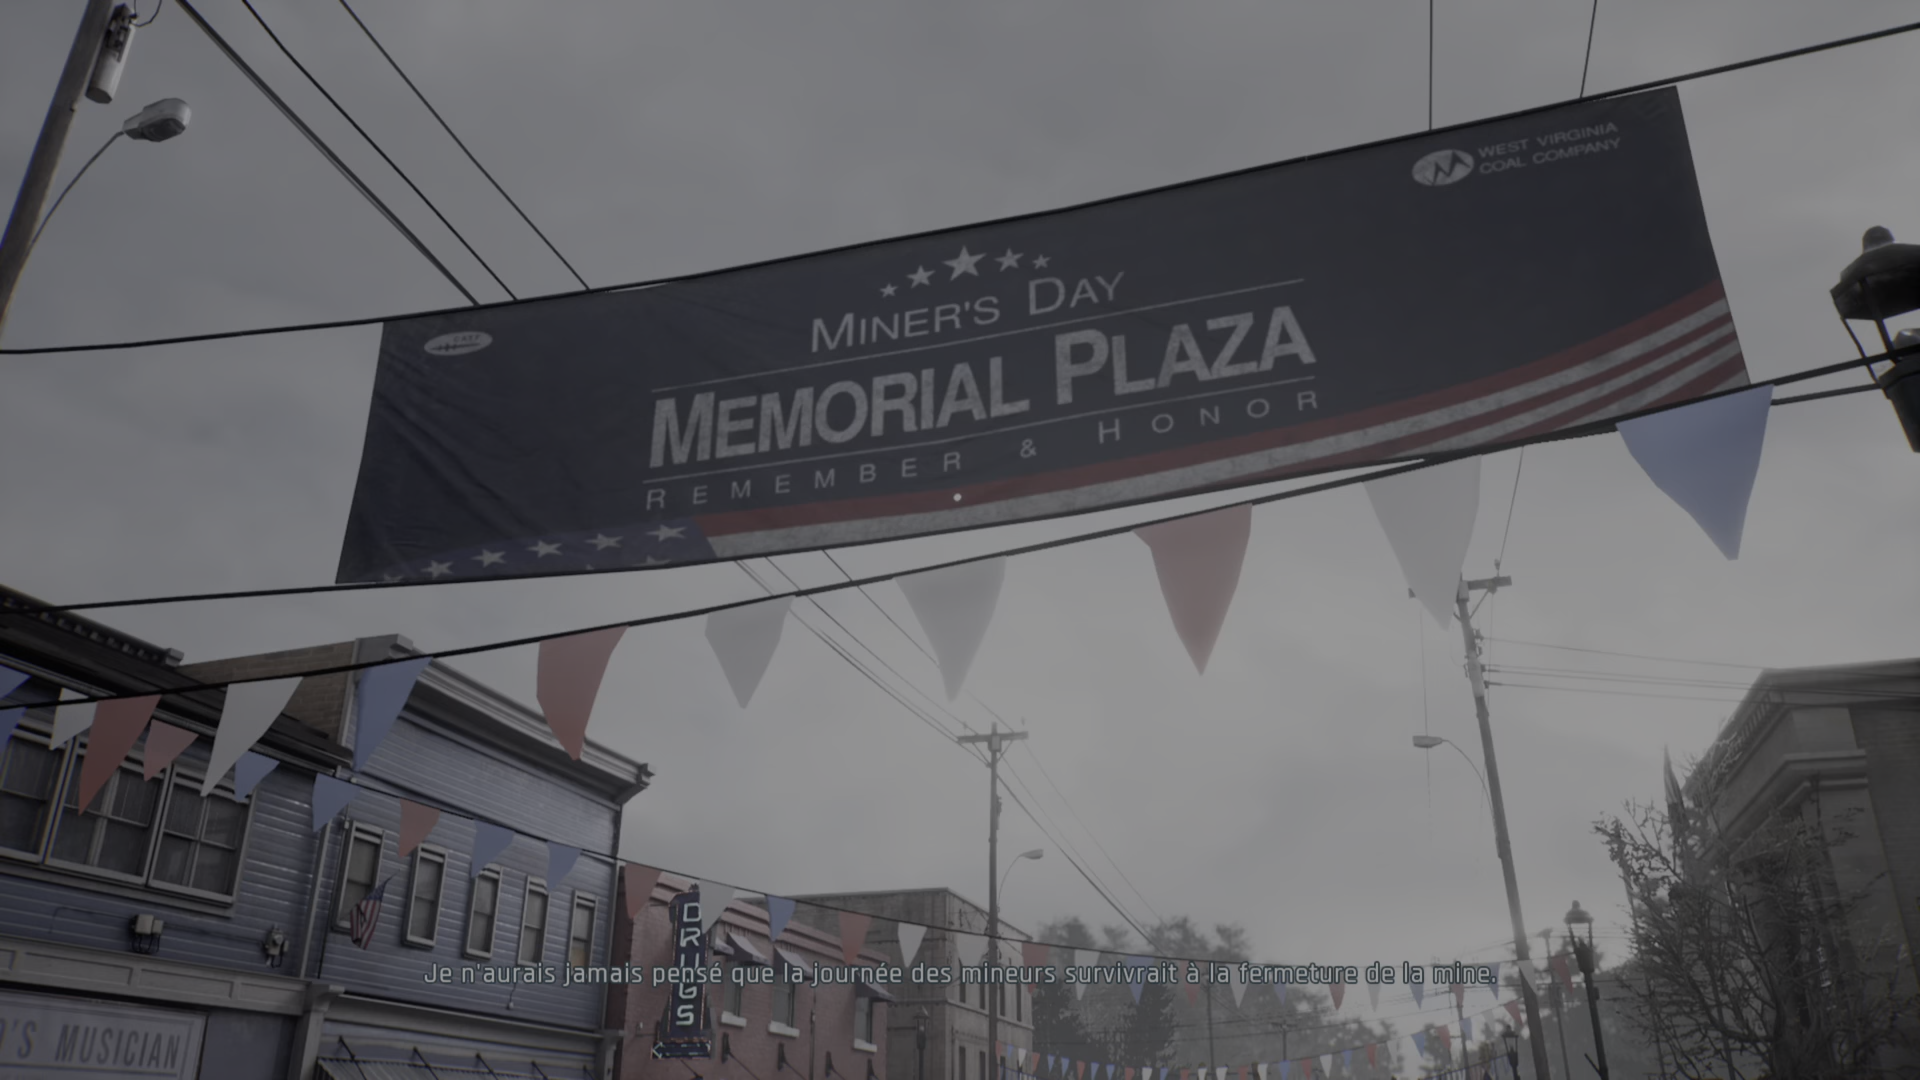 WEST VIRGINIA
COAL COMPANY
MINER'S DAY
MEMORIAL PLAZA
REMEMBER & HONOR
DRUGS
'S MUSICIAN
Je n'aurais jamais pensé que la journée des mineurs survivrait à la fermeture de la mine.